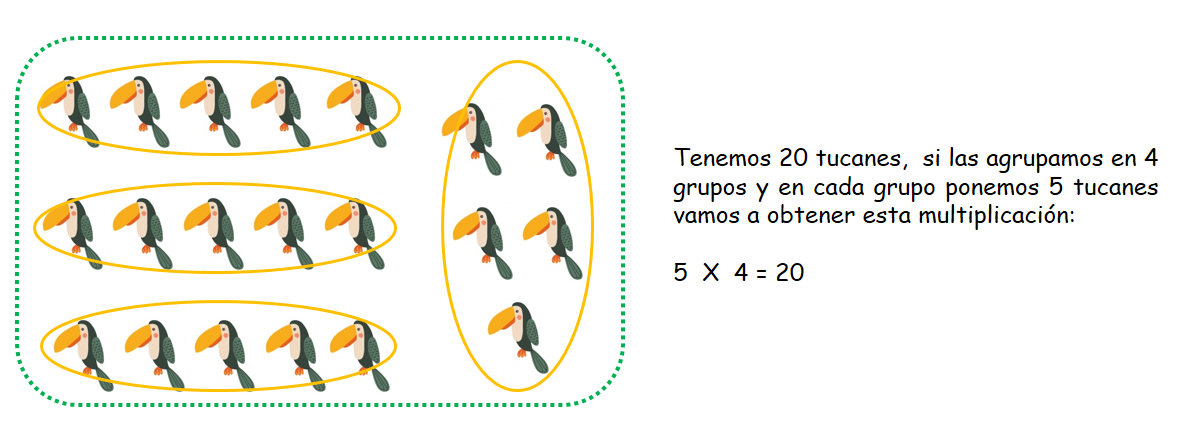 Tenemos 20 tucanes,  si las agrupamos en 4
grupos y en cada grupo ponemos 5 tucanes
vamos a obtener esta multiplicación:
5  X  4 = 20